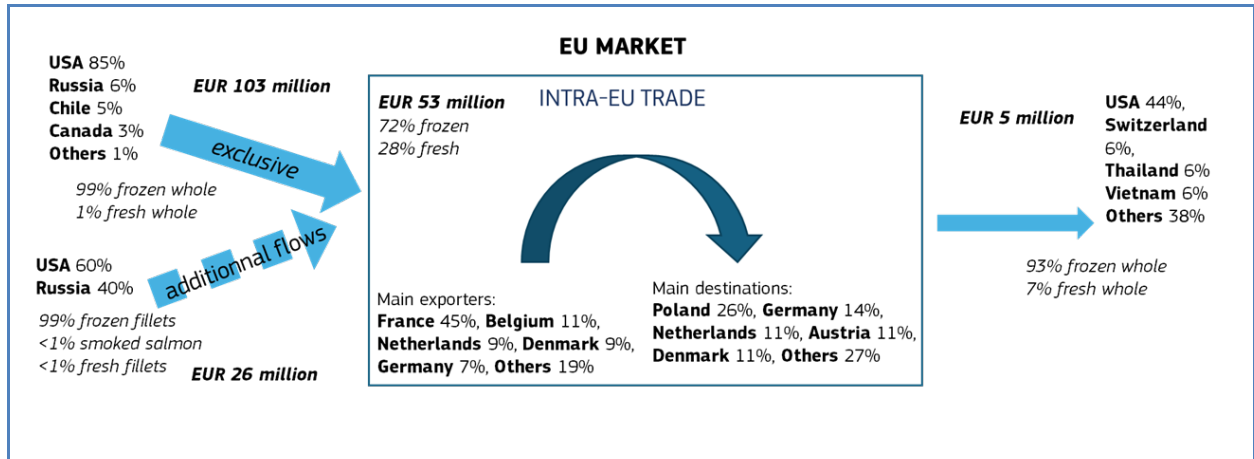 EU MARKET
USA 85%
Russia 6%
Chile 5%
Canada 3%
Others 1%
EUR 103 million
exclusive
99% frozen whole
1% fresh whole
USA 60%
Russia 40%
additionnal flows
99% frozen fillets
<1% smoked salmon
<1% fresh fillets
EUR 26 million
EUR 53 million
72% frozen
28% fresh
INTRA-EU TRADE
Main exporters:
France 45%, Belgium 11%,
Netherlands 9%, Denmark 9%,
Germany 7%, Others 19%
Main destinations:
Poland 26%, Germany 14%,
Netherlands 11%, Austria 11%,
Denmark 11%, Others 27%
EUR 5 million
USA 44%,
Switzerland
6%,
Thailand 6%
Vietnam 6%
Others 38%
93% frozen whole
7% fresh whole